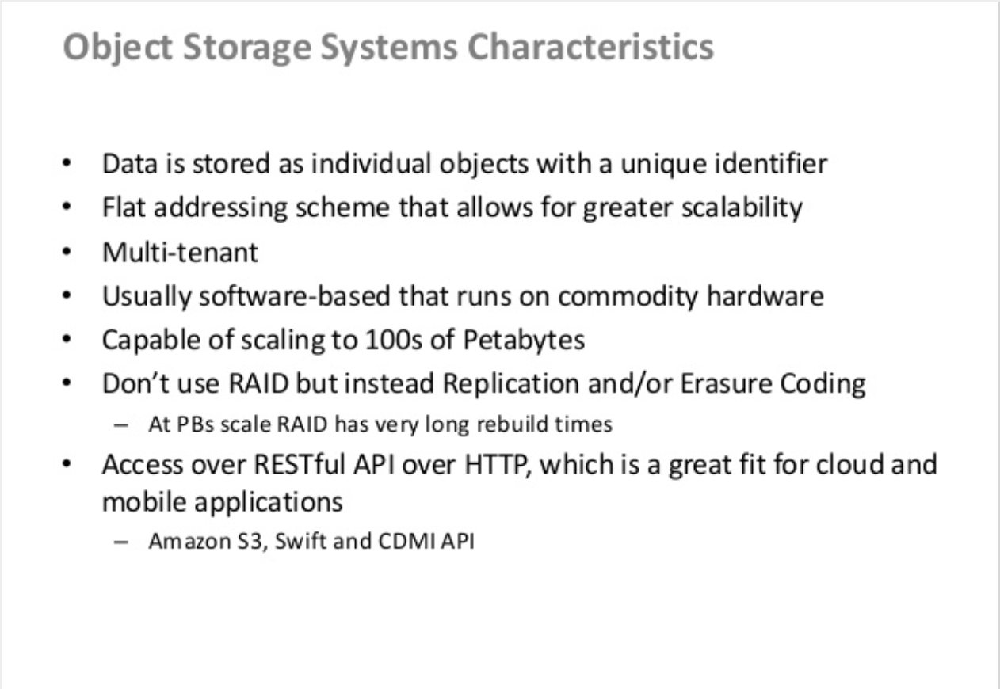 Object Storage Systems Characteristics
• Data is stored as individual objects with a unique identifier
• Flat addressing scheme that allows for greater scalability
• Multi-tenant
• Usually software-based that runs on commodity hardware
• Capable of scaling to 100s of Petabytes
• Don’t use RAID but instead Replication and/or Erasure Coding
– At PBs scale RAID has very long rebuild times
• Access over RESTful API over HTTP, which is a great fit for cloud and
mobile applications
– Amazon S3, Swift and CDMI API